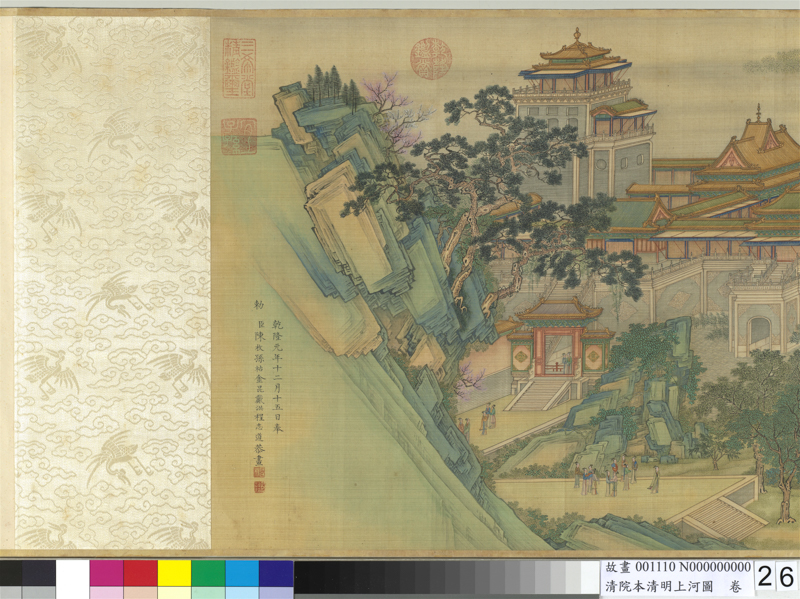 乾隆元年十二月十五日奉
勅
臣陳枚孫祜金昆戴洪程志道恭畫
故畫 001110 N000000000
清院本清明上河圖 卷
26